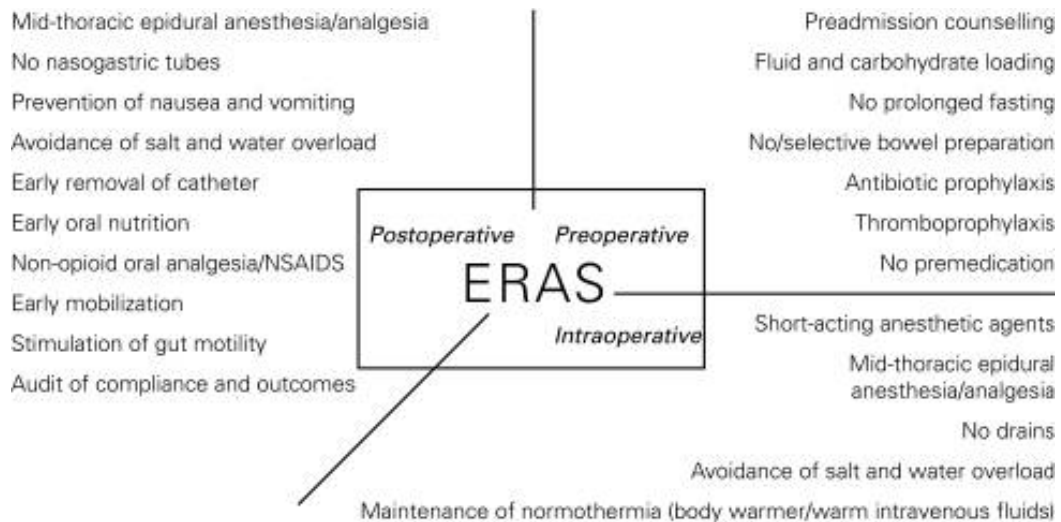 Mid-thoracic epidural anesthesia/analgesia
No nasogastric tubes
Prevention of nausea and vomiting
Avoidance of salt and water overload
Early removal of catheter
Early oral nutrition
Non-opioid oral analgesia/NSAIDS
Early mobilization
Stimulation of gut motility
Audit of compliance and outcomes
Postoperative
Preoperative
ERAS
Intraoperative
Preadmission counselling
Fluid and carbohydrate loading
No prolonged fasting
No/selective bowel preparation
Antibiotic prophylaxis
Thromboprophylaxis
No premedication
Short-acting anesthetic agents
Mid-thoracic epidural
anesthesia/analgesia
No drains
Avoidance of salt and water overload
Maintenance of normothermia (body warmer/warm intravenous fluids)